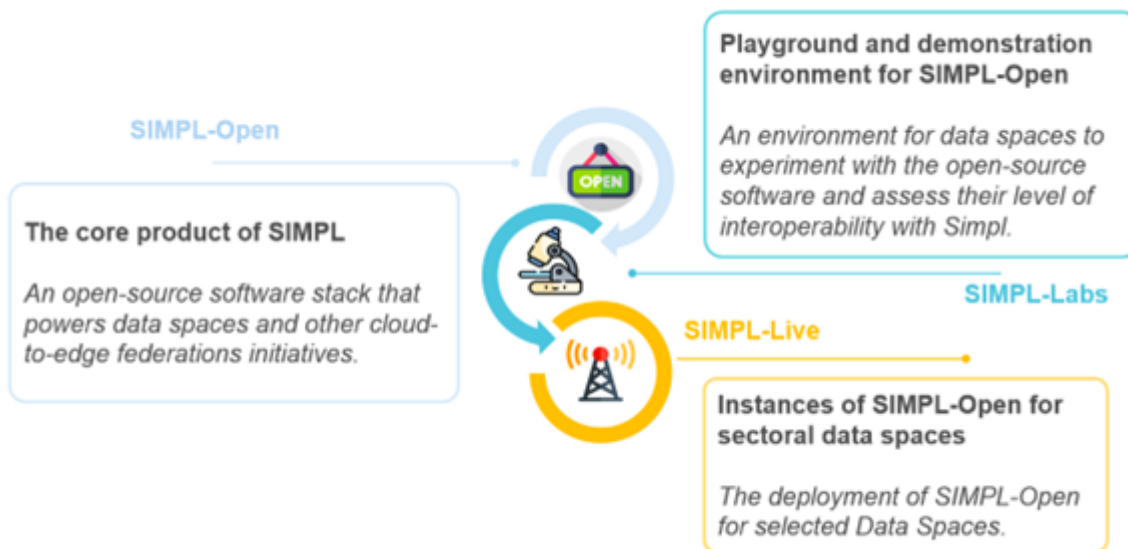 SIMPL-Open
OPEN
The core product of SIMPL
An open-source software stack that
powers data spaces and other cloud-
to-edge federations initiatives.
Playground and demonstration
environment for SIMPL-Open
An environment for data spaces to
experiment with the open-source
software and assess their level of
interoperability with Simpl.
SIMPL-Labs
SIMPL-Live
Instances of SIMPL-Open for
sectoral data spaces
The deployment of SIMPL-Open
for selected Data Spaces.